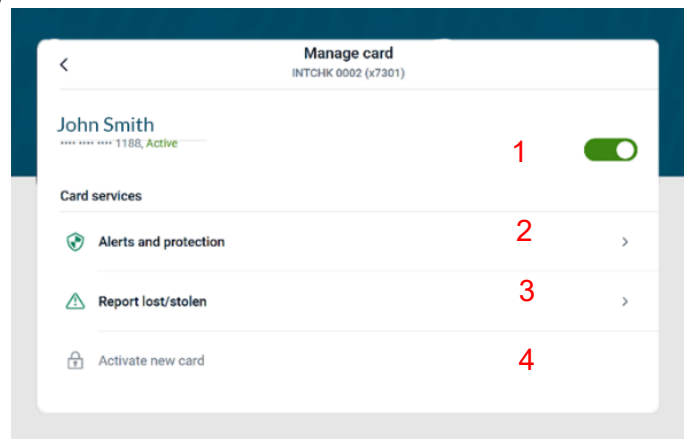 Manage card
INTCHK 0002 (x7301)
John Smith
•••• •••• •••• 1188, Active
1
Card services
Alerts and protection
2
Report lost/stolen
3
Activate new card
4